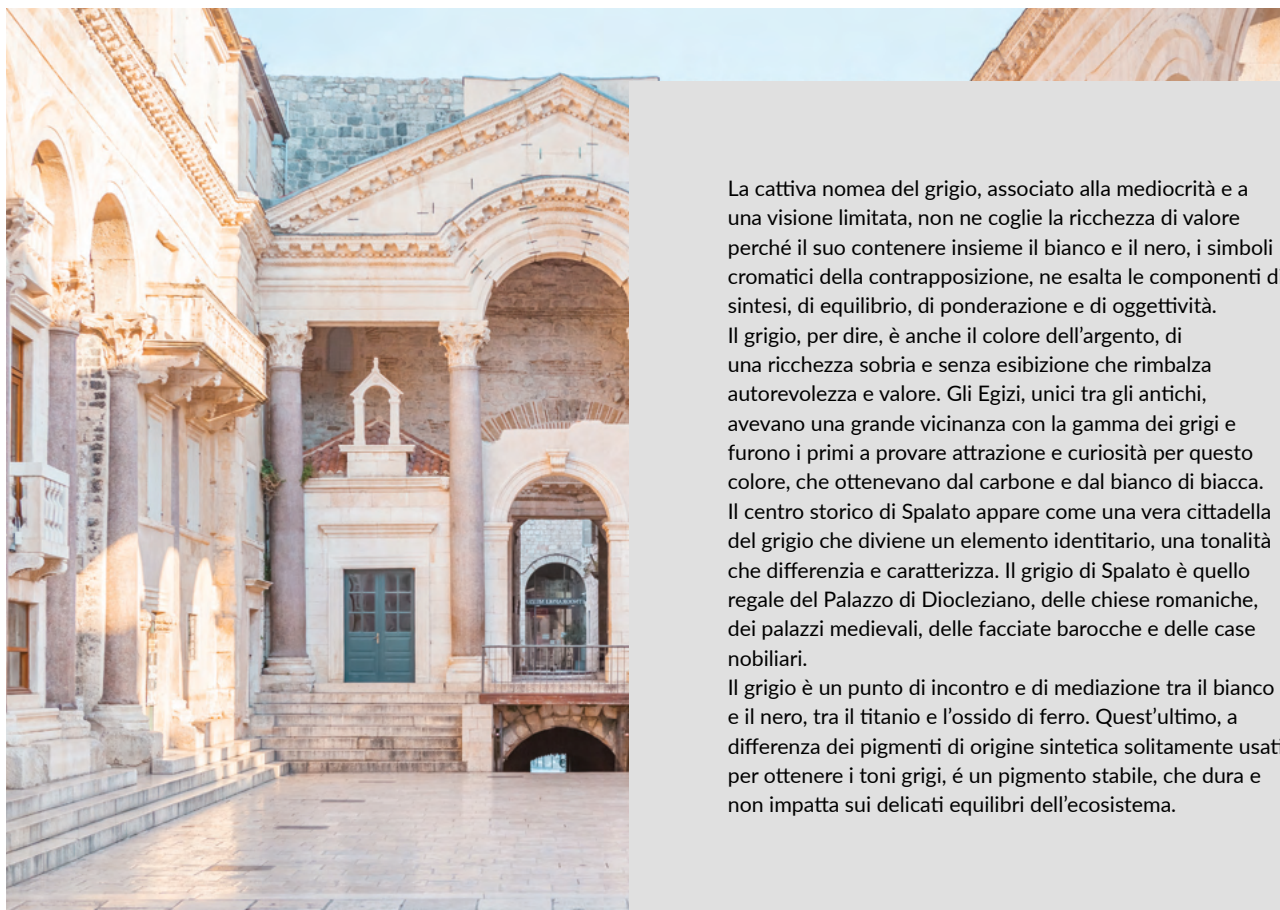 La cattiva nomea del grigio, associato alla mediocrità e a
una visione limitata, non ne coglie la ricchezza di valore
perché il suo contenere insieme il bianco e il nero, i simboli
cromatici della contrapposizione, ne esalta le componenti d
sintesi, di equilibrio, di ponderazione e di oggettività.
Il grigio, per dire, è anche il colore dell’argento, di
una ricchezza sobria e senza esibizione che rimbalza
autorevolezza e valore. Gli Egizi, unici tra gli antichi,
avevano una grande vicinanza con la gamma dei grigi e
furono i primi a provare attrazione e curiosità per questo
colore, che ottenevano dal carbone e dal bianco di biacca.
Il centro storico di Spalato appare come una vera cittadella
del grigio che diviene un elemento identitario, una tonalità
che differenzia e caratterizza. Il grigio di Spalato è quello
regale del Palazzo di Diocleziano, delle chiese romaniche,
dei palazzi medievali, delle facciate barocche e delle case
nobiliari.
Il grigio è un punto di incontro e di mediazione tra il bianco
e il nero, tra il titanio e l’ossido di ferro. Quest’ultimo, a
differenza dei pigmenti di origine sintetica solitamente usati
per ottenere i toni grigi, é un pigmento stabile, che dura e
non impatta sui delicati equilibri dell’ecosistema.